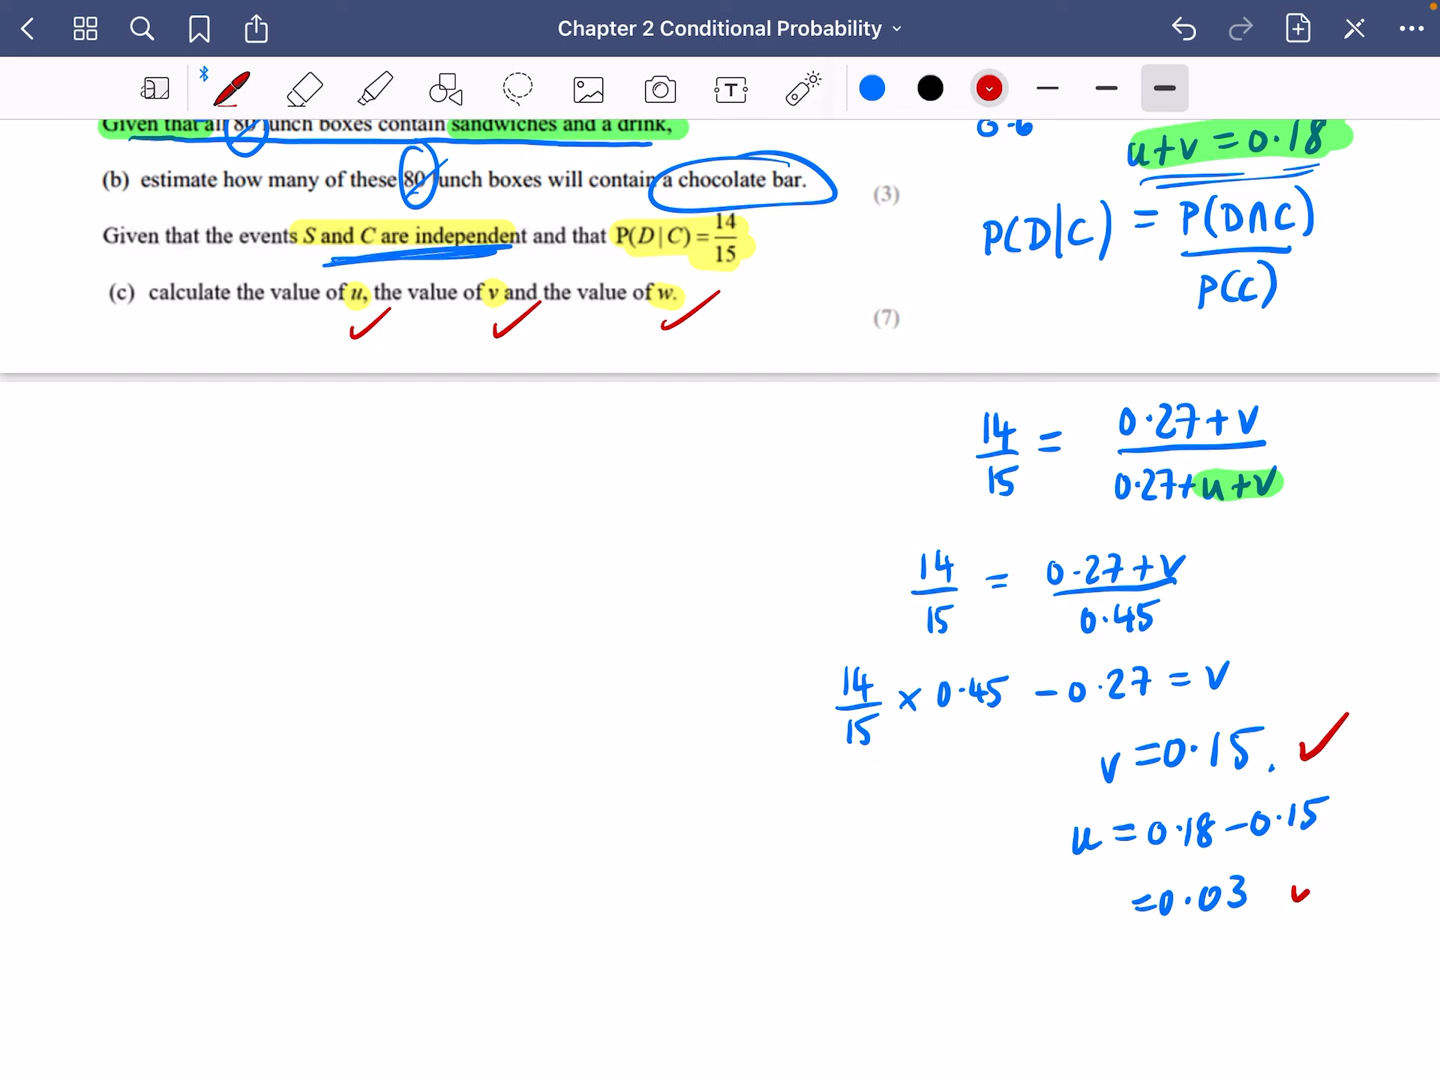 Chapter 2 Conditional Probability
Given that all 80 lunch boxes contain sandwiches and a drink,
(b) estimate how many of these 80 lunch boxes will contain a chocolate bar.
(3)
Given that the events S and C are independent and that P(D|C) = 14/15
(c) calculate the value of u, the value of v and the value of w.
(7)
0.6
u+v = 0.18
P(D|C) = P(D∩C)/P(C)
14/15 = (0.27+v)/(0.27+u+v)
14/15 = (0.27+v)/0.45
14/15 × 0.45 - 0.27 = v
v = 0.15.
u = 0.18 - 0.15
= 0.03